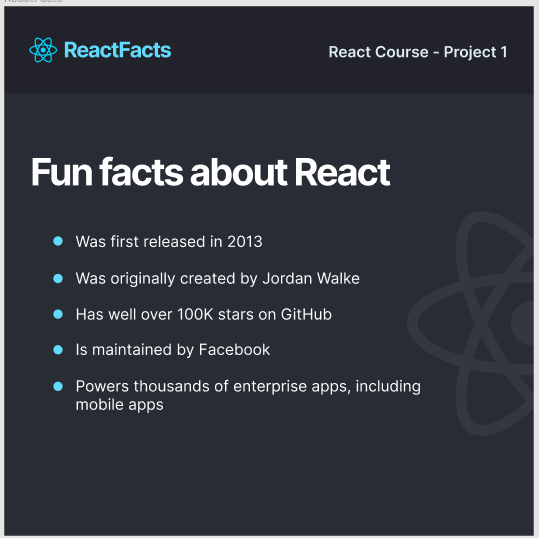 ReactFacts
React Course - Project 1
Fun facts about React
Was first released in 2013
Was originally created by Jordan Walke
Has well over 100K stars on GitHub
Is maintained by Facebook
Powers thousands of enterprise apps, including
mobile apps